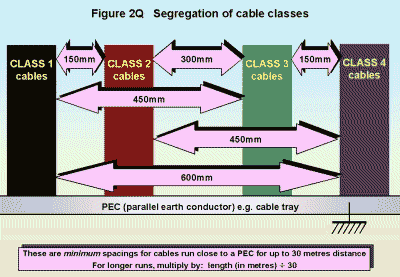 Figure 2Q Segregation of cable classes
CLASS 1
cables
150mm
CLASS 2
cables
300mm
CLASS 3
cables
150mm
CLASS 4
cables
450mm
450mm
600mm
PEC (parallel earth conductor) e.g. cable tray
These are minimum spacings for cables run close to a PEC for up to 30 metres distance
For longer runs, multiply by: length (in metres) ÷ 30